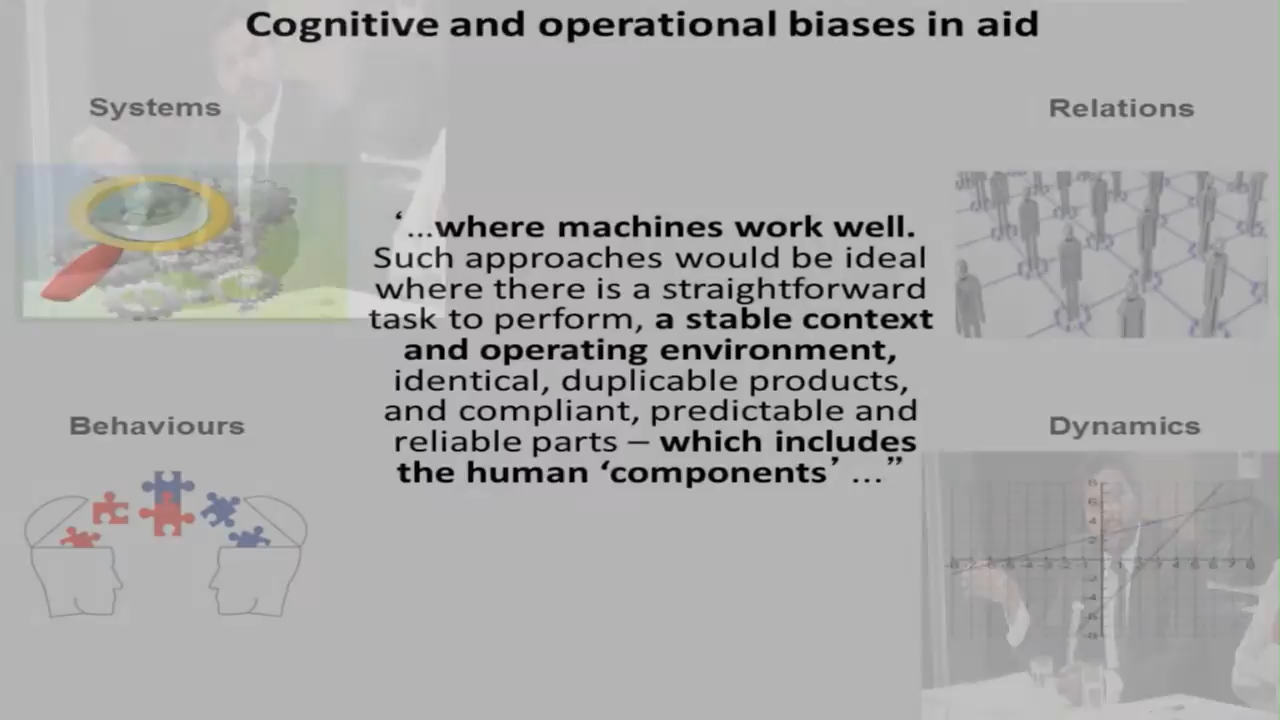 Cognitive and operational biases in aid
Systems
Relations
‘…where machines work well.
Such approaches would be ideal
where there is a straightforward
task to perform, a stable context
and operating environment,
identical, duplicable products,
and compliant, predictable and
reliable parts – which includes
the human ‘components’ …”
Behaviours
Dynamics